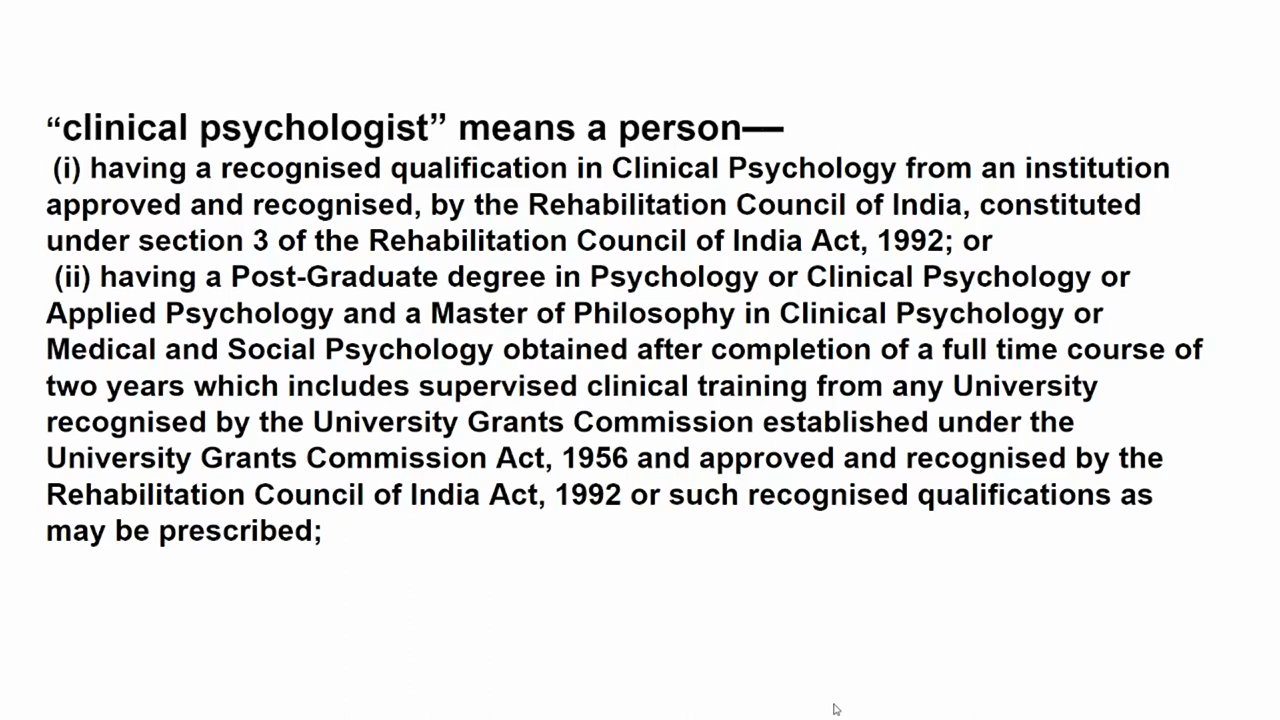 “clinical psychologist” means a person––
(i) having a recognised qualification in Clinical Psychology from an institution
approved and recognised, by the Rehabilitation Council of India, constituted
under section 3 of the Rehabilitation Council of India Act, 1992; or
(ii) having a Post-Graduate degree in Psychology or Clinical Psychology or
Applied Psychology and a Master of Philosophy in Clinical Psychology or
Medical and Social Psychology obtained after completion of a full time course of
two years which includes supervised clinical training from any University
recognised by the University Grants Commission established under the
University Grants Commission Act, 1956 and approved and recognised by the
Rehabilitation Council of India Act, 1992 or such recognised qualifications as
may be prescribed;